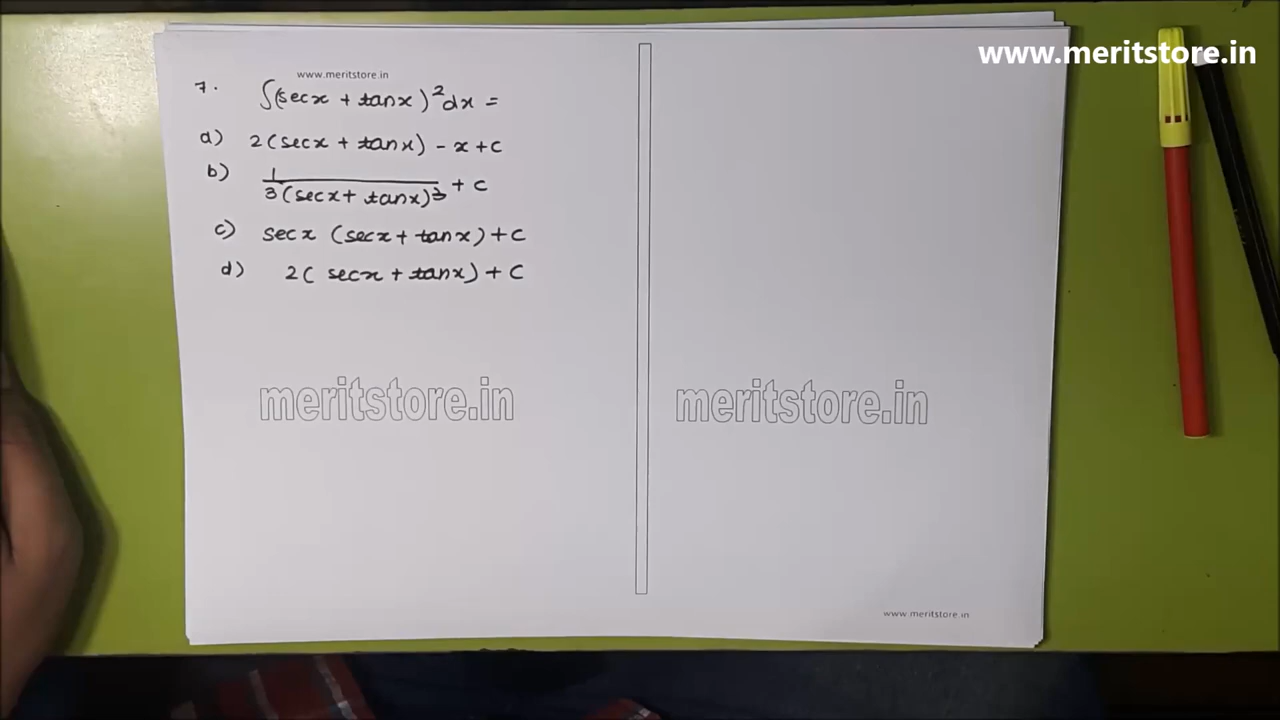 www.meritstore.in
www.meritstore.in
7. ∫(secx + tanx)²dx =
a) 2(secx + tanx) - x + c
b) 1/3(secx + tanx)³ + c
c) secx (secx + tanx) + c
d) 2( secx + tanx) + C
meritstore.in meritstore.in
www.meritstore.in